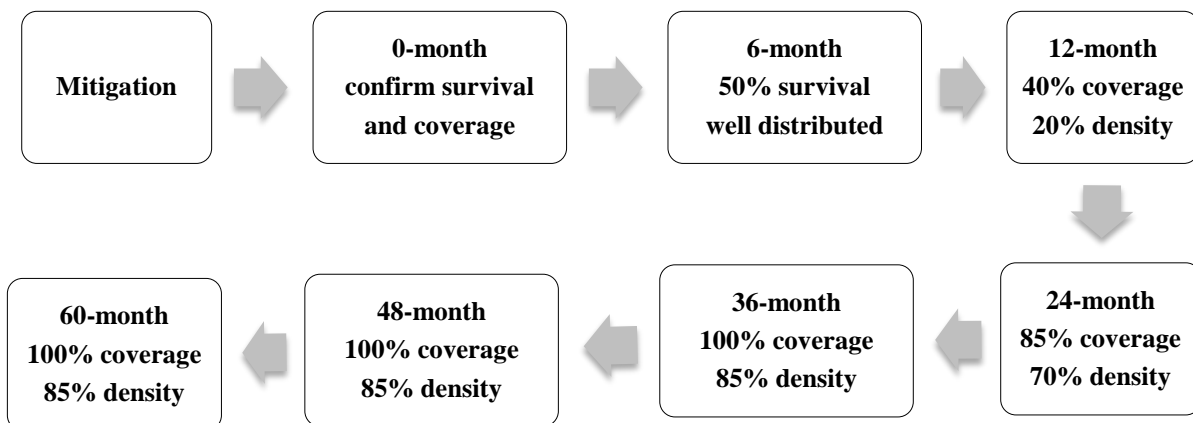 Mitigation
0-month
confirm survival
and coverage
6-month
50% survival
well distributed
12-month
40% coverage
20% density
24-month
85% coverage
70% density
36-month
100% coverage
85% density
48-month
100% coverage
85% density
60-month
100% coverage
85% density